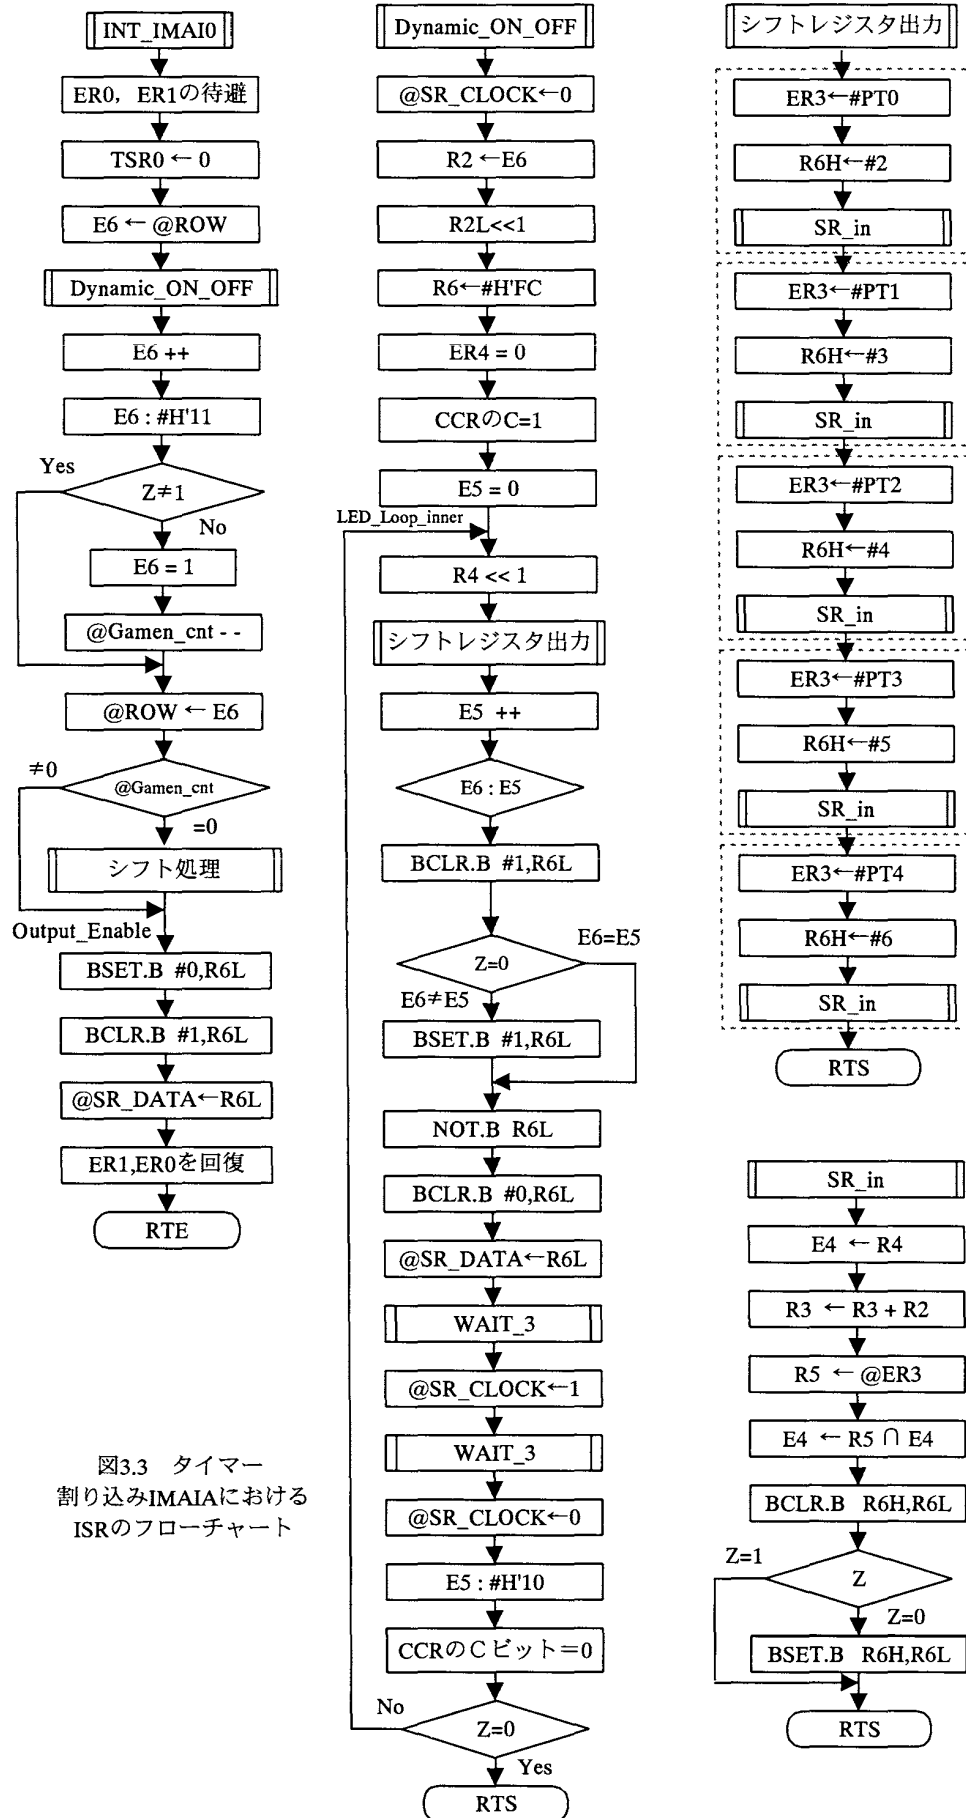 INT_IMAI0
ER0, ER1の待避
TSR0 ← 0
E6 ← @ROW
Dynamic_ON_OFF
E6 ++
E6 : #H'11
Yes
Z≠1
No
E6 = 1
@Gamen_cnt - -
@ROW ← E6
≠0
@Gamen_cnt
=0
シフト処理
Output_Enable
BSET.B #0,R6L
BCLR.B #1,R6L
@SR_DATA←R6L
ER1,ER0を回復
RTE
図3.3 タイマー
割り込みIMAIAにおける
ISRのフローチャート
Dynamic_ON_OFF
@SR_CLOCK←0
R2 ←E6
R2L<<1
R6←#H'FC
ER4 = 0
CCRのC=1
E5 = 0
LED_Loop_inner
R4 << 1
シフトレジスタ出力
E5 ++
E6 : E5
BCLR.B #1,R6L
E6=E5
Z=0
E6≠E5
BSET.B #1,R6L
NOT.B R6L
BCLR.B #0,R6L
@SR_DATA←R6L
WAIT_3
@SR_CLOCK←1
WAIT_3
@SR_CLOCK←0
E5 : #H'10
CCRのCビット=0
No
Z=0
Yes
RTS
シフトレジスタ出力
ER3←#PT0
R6H←#2
SR_in
ER3←#PT1
R6H←#3
SR_in
ER3←#PT2
R6H←#4
SR_in
ER3←#PT3
R6H←#5
SR_in
ER3←#PT4
R6H←#6
SR_in
RTS
SR_in
E4 ← R4
R3 ← R3 + R2
R5 ← @ER3
E4 ← R5 ∩ E4
BCLR.B R6H,R6L
Z=1
Z
Z=0
BSET.B R6H,R6L
RTS